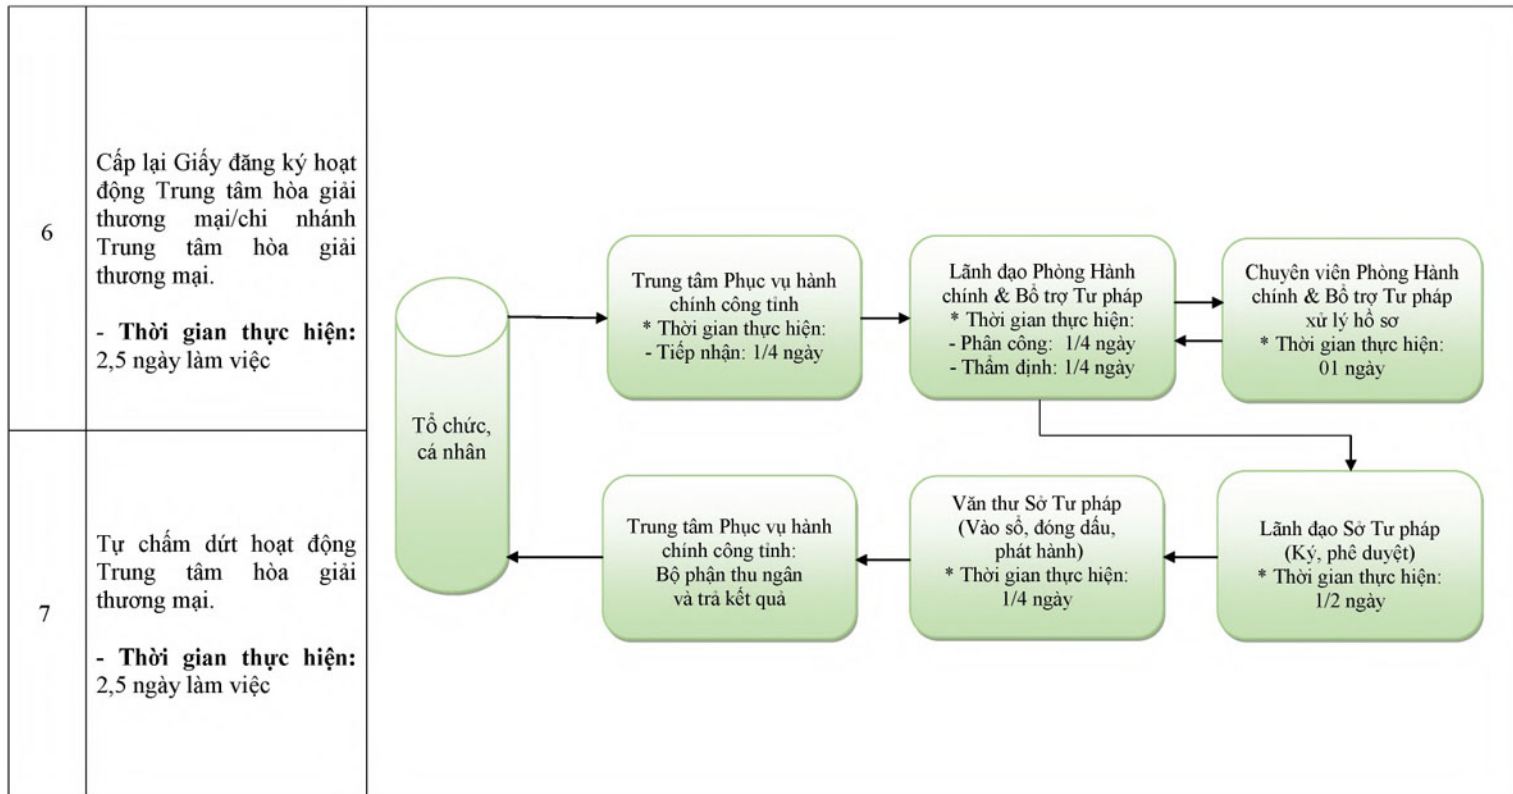 6
Cấp lại Giấy đăng ký hoạt
động Trung tâm hòa giải
thương mại/chi nhánh
Trung tâm hòa giải
thương mại.
- Thời gian thực hiện:
2,5 ngày làm việc
7
Tự chấm dứt hoạt động
Trung tâm hòa giải
thương mại.
- Thời gian thực hiện:
2,5 ngày làm việc
Tổ chức,
cá nhân
Trung tâm Phục vụ hành
chính công tỉnh
* Thời gian thực hiện:
- Tiếp nhận: 1/4 ngày
Lãnh đạo Phòng Hành
chính & Bổ trợ Tư pháp
* Thời gian thực hiện:
- Phân công: 1/4 ngày
- Thẩm định: 1/4 ngày
Chuyên viên Phòng Hành
chính & Bổ trợ Tư pháp
xử lý hồ sơ
* Thời gian thực hiện:
01 ngày
Lãnh đạo Sở Tư pháp
(Ký, phê duyệt)
* Thời gian thực hiện:
1/2 ngày
Văn thư Sở Tư pháp
(Vào sổ, đóng dấu,
phát hành)
* Thời gian thực hiện:
1/4 ngày
Trung tâm Phục vụ hành
chính công tỉnh:
Bộ phận thu ngân
và trả kết quả